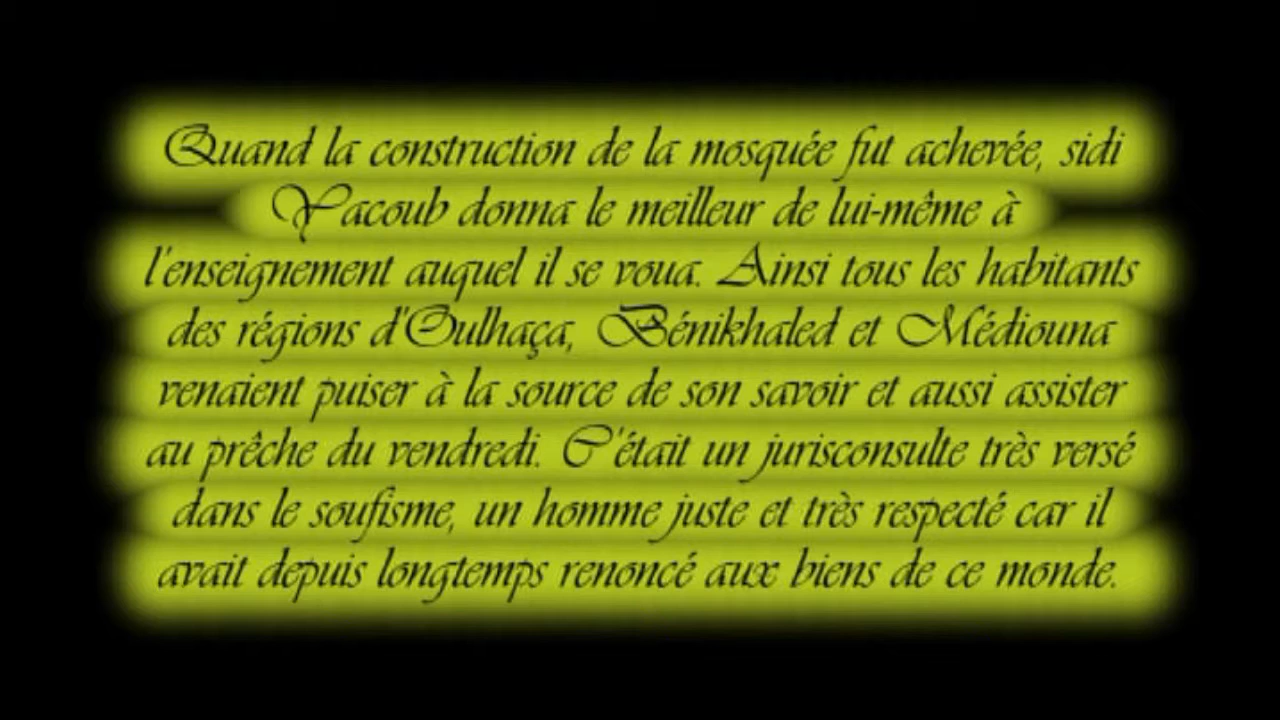 Quand la construction de la mosquée fut achevée, sidi
Yacoub donna le meilleur de lui-même à
l'enseignement auquel il se voua. Ainsi tous les habitants
des régions d'Oulhaça, Bénikhaled et Médiouna
venaient puiser à la source de son savoir et aussi assister
au prêche du vendredi. C'était un jurisconsulte très versé
dans le soufisme, un homme juste et très respecté car il
avait depuis longtemps renoncé aux biens de ce monde.